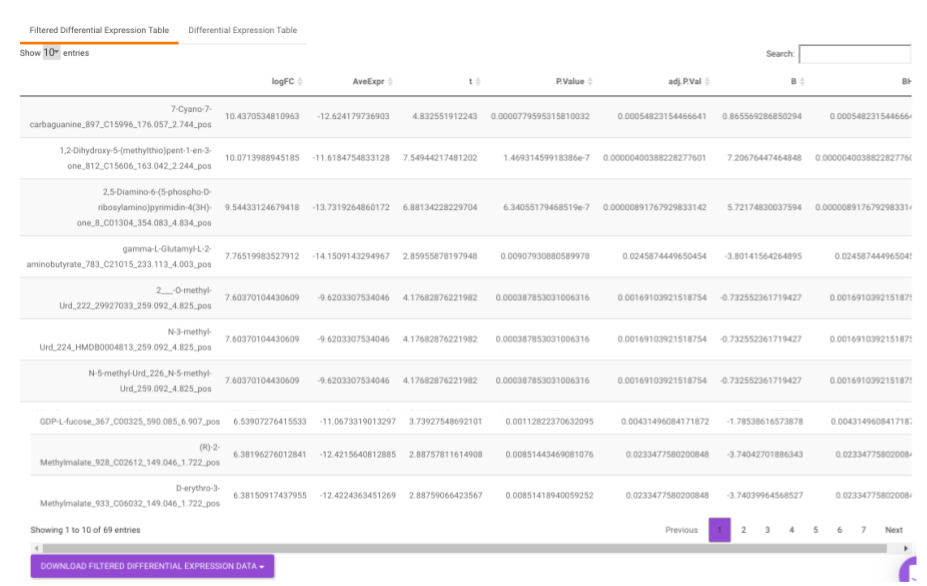 Filtered Differential Expression Table Differential Expression Table
Show 10 entries Search:
logFC AveExpr t P.Value adj.P.Val B BH
7-Cyano-7-
carbaguanine_897_C15996_176.057_2.744_pos 10.4370534810963 -12.624179736903 4.832551912243 0.0000779595315810032 0.00054823154466641 0.865569286850294 0.0005482315446664
1,2-Dihydroxy-5-(methylthio)pent-1-en-3-
one_812_C15606_163.042_2.244_pos 10.0713988945185 -11.6184754833128 7.54944217481202 1.46931459918386e-7 0.00000403882282777601 7.20676447464848 0.0000040388228277760
2,5-Diamino-6-(5-phospho-D-
ribosylamino)pyrimidin-4(3H)- 9.54433124679418 -13.7319264860172 6.88134228229704 6.34055179468519e-7 0.00000891767929833142 5.72174830037594 0.0000089176792983314
one_8_C01304_354.083_4.834_pos
gamma-L-Glutamyl-L-2-
aminobutyrate_783_C21015_233.113_4.003_pos 7.76519983527912 -14.1509143294967 2.85955878197948 0.00907930880589978 0.0245874449650454 -3.80141564264895 0.024587444965045
2___-O-methyl-
Urd_222_29927033_259.092_4.825_pos 7.60370104430609 -9.6203307534046 4.17682876221982 0.000387853031006316 0.00169103921518754 -0.732552361719427 0.0016910392151875
N-3-methyl-
Urd_224_HMDB0004813_259.092_4.825_pos 7.60370104430609 -9.6203307534046 4.17682876221982 0.000387853031006316 0.00169103921518754 -0.732552361719427 0.0016910392151875
N-5-methyl-Urd_226_N-5-methyl-
Urd_259.092_4.825_pos 7.60370104430609 -9.6203307534046 4.17682876221982 0.000387853031006316 0.00169103921518754 -0.732552361719427 0.0016910392151875
GDP-L-fucose_367_C00325_590.085_6.907_pos 6.53907276415533 -11.0673319013297 3.73927548692101 0.00112822370632095 0.00431496084171872 -1.78538616573878 0.0043149608417187
(R)-2-
Methylmalate_928_C02612_149.046_1.722_pos 6.38196276012841 -12.4215640812885 2.88757811614908 0.00851443469081076 0.0233477580200848 -3.74042701886343 0.023347758020084
D-erythro-3-
Methylmalate_933_C06032_149.046_1.722_pos 6.38150917437955 -12.4224363451269 2.88759066423567 0.00851418940059252 0.0233477580200848 -3.74039964568527 0.023347758020084
Showing 1 to 10 of 69 entries Previous 1 2 3 4 5 6 7 Next
DOWNLOAD FILTERED DIFFERENTIAL EXPRESSION DATA